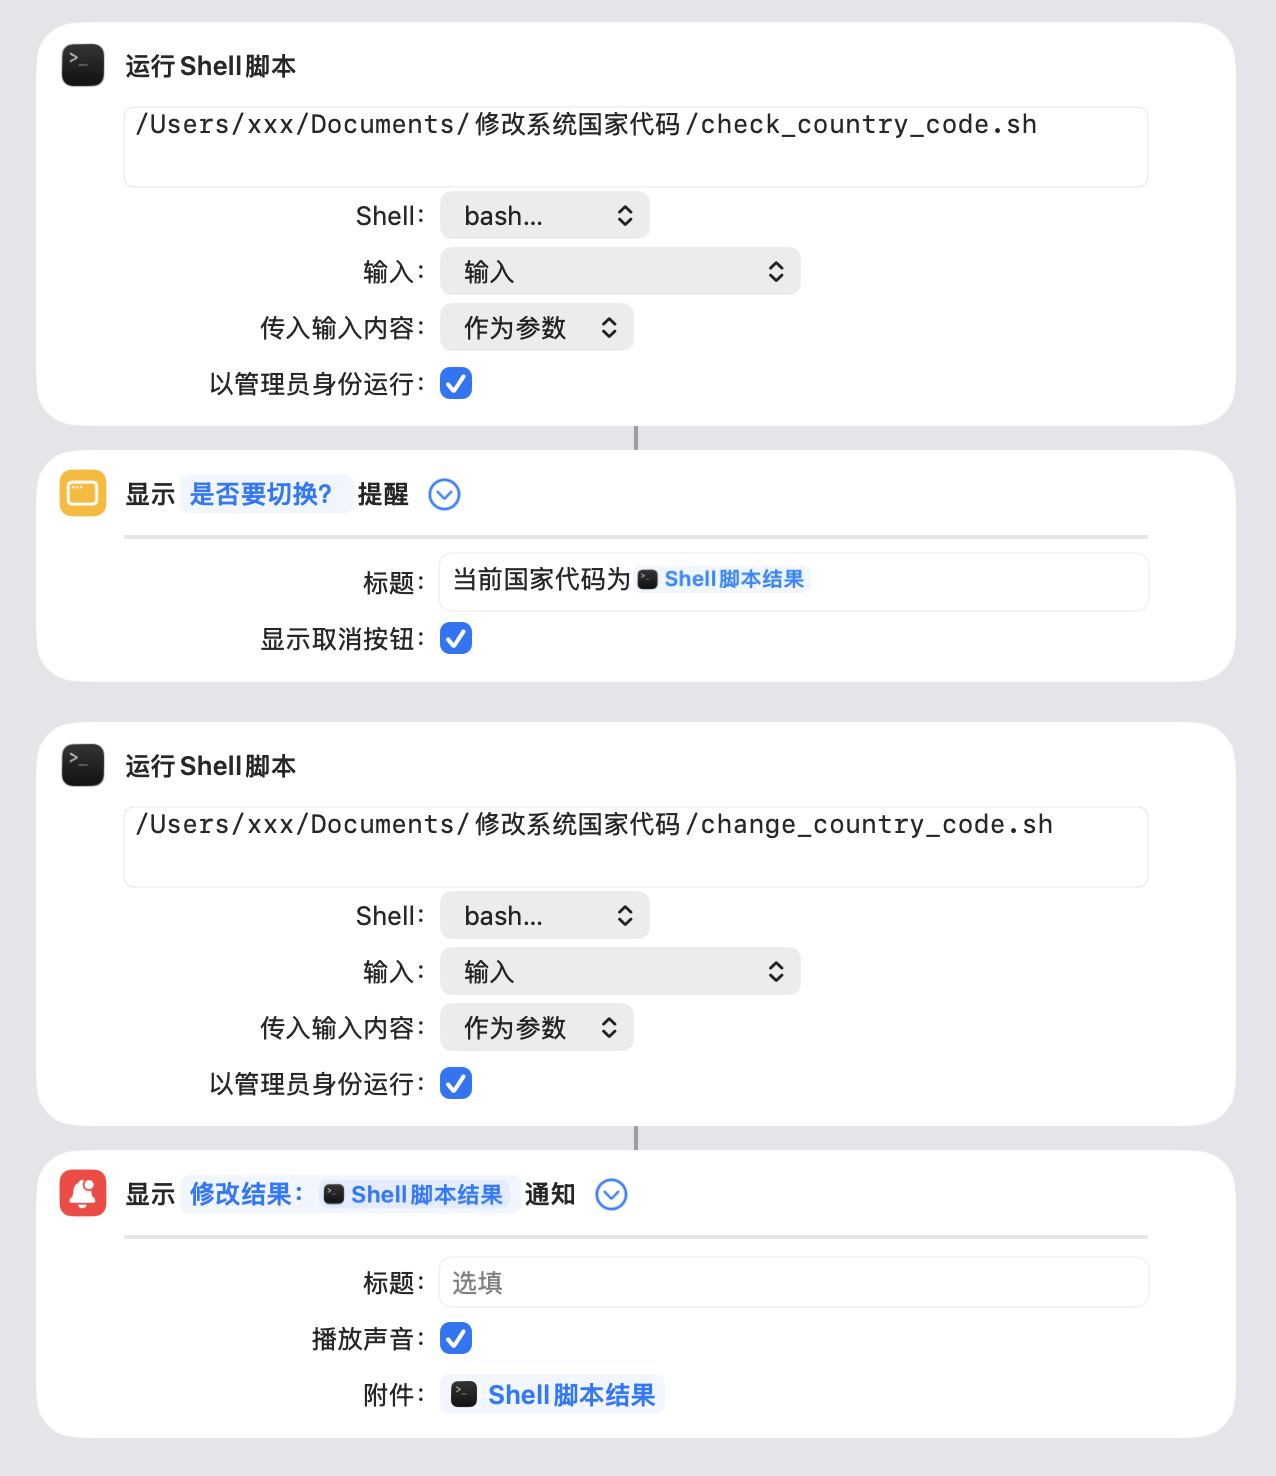 运行Shell脚本
/Users/xxx/Documents/修改系统国家代码/check_country_code.sh
Shell： bash...
输入： 输入
传入输入内容： 作为参数
以管理员身份运行：
显示 是否要切换？ 提醒
标题： 当前国家代码为 Shell脚本结果
显示取消按钮：
运行Shell脚本
/Users/xxx/Documents/修改系统国家代码/change_country_code.sh
Shell： bash...
输入： 输入
传入输入内容： 作为参数
以管理员身份运行：
显示 修改结果： Shell脚本结果 通知
标题： 选填
播放声音：
附件： Shell脚本结果